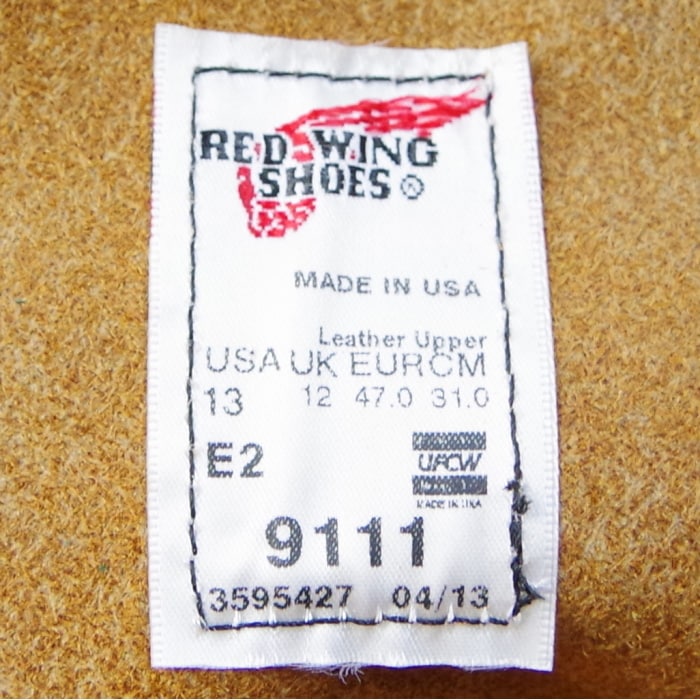 RED WING
SHOES ®
MADE IN USA
Leather Upper
USA UK EUR CM
13 12 47.0 31.0
E2
UFCW
MADE IN USA
9111
3595427 04/13